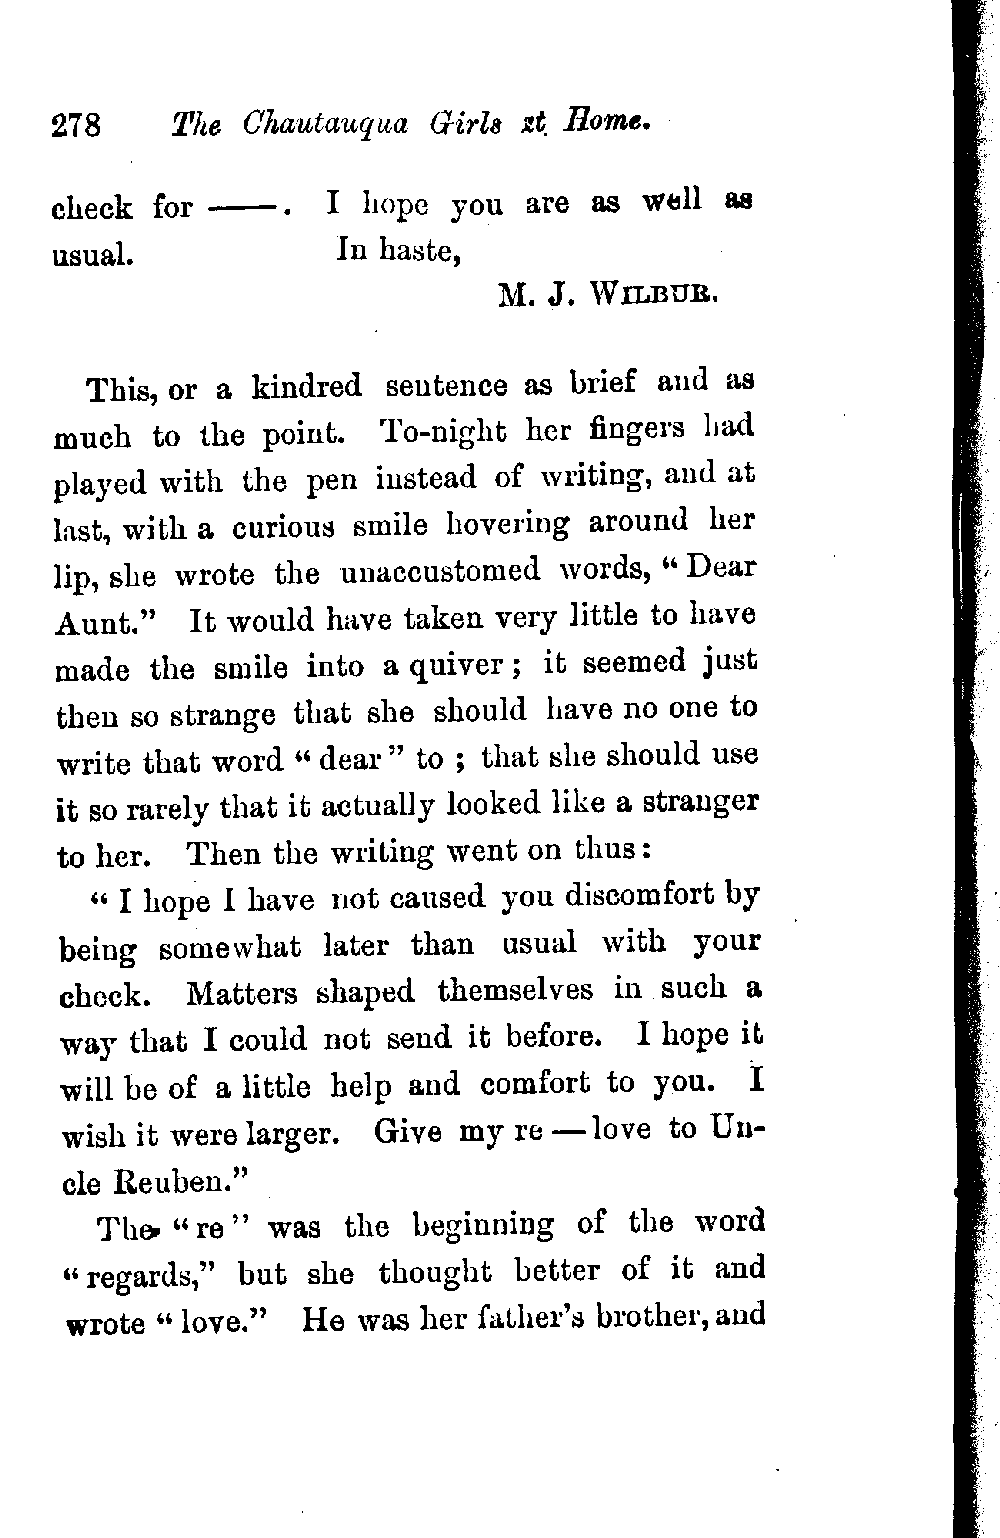 278 The Chautauqua Girls at Home.
check for ——. I hope you are as well as
usual. In haste,
M. J. WILBUR.
This, or a kindred sentence as brief and as
much to the point. To-night her fingers had
played with the pen instead of writing, and at
last, with a curious smile hovering around her
lip, she wrote the unaccustomed words, “Dear
Aunt.” It would have taken very little to have
made the smile into a quiver; it seemed just
then so strange that she should have no one to
write that word “dear” to; that she should use
it so rarely that it actually looked like a stranger
to her. Then the writing went on thus:
“I hope I have not caused you discomfort by
being somewhat later than usual with your
check. Matters shaped themselves in such a
way that I could not send it before. I hope it
will be of a little help and comfort to you. I
wish it were larger. Give my re—love to Un-
cle Reuben.”
The “re” was the beginning of the word
“regards,” but she thought better of it and
wrote “love.” He was her father’s brother, and